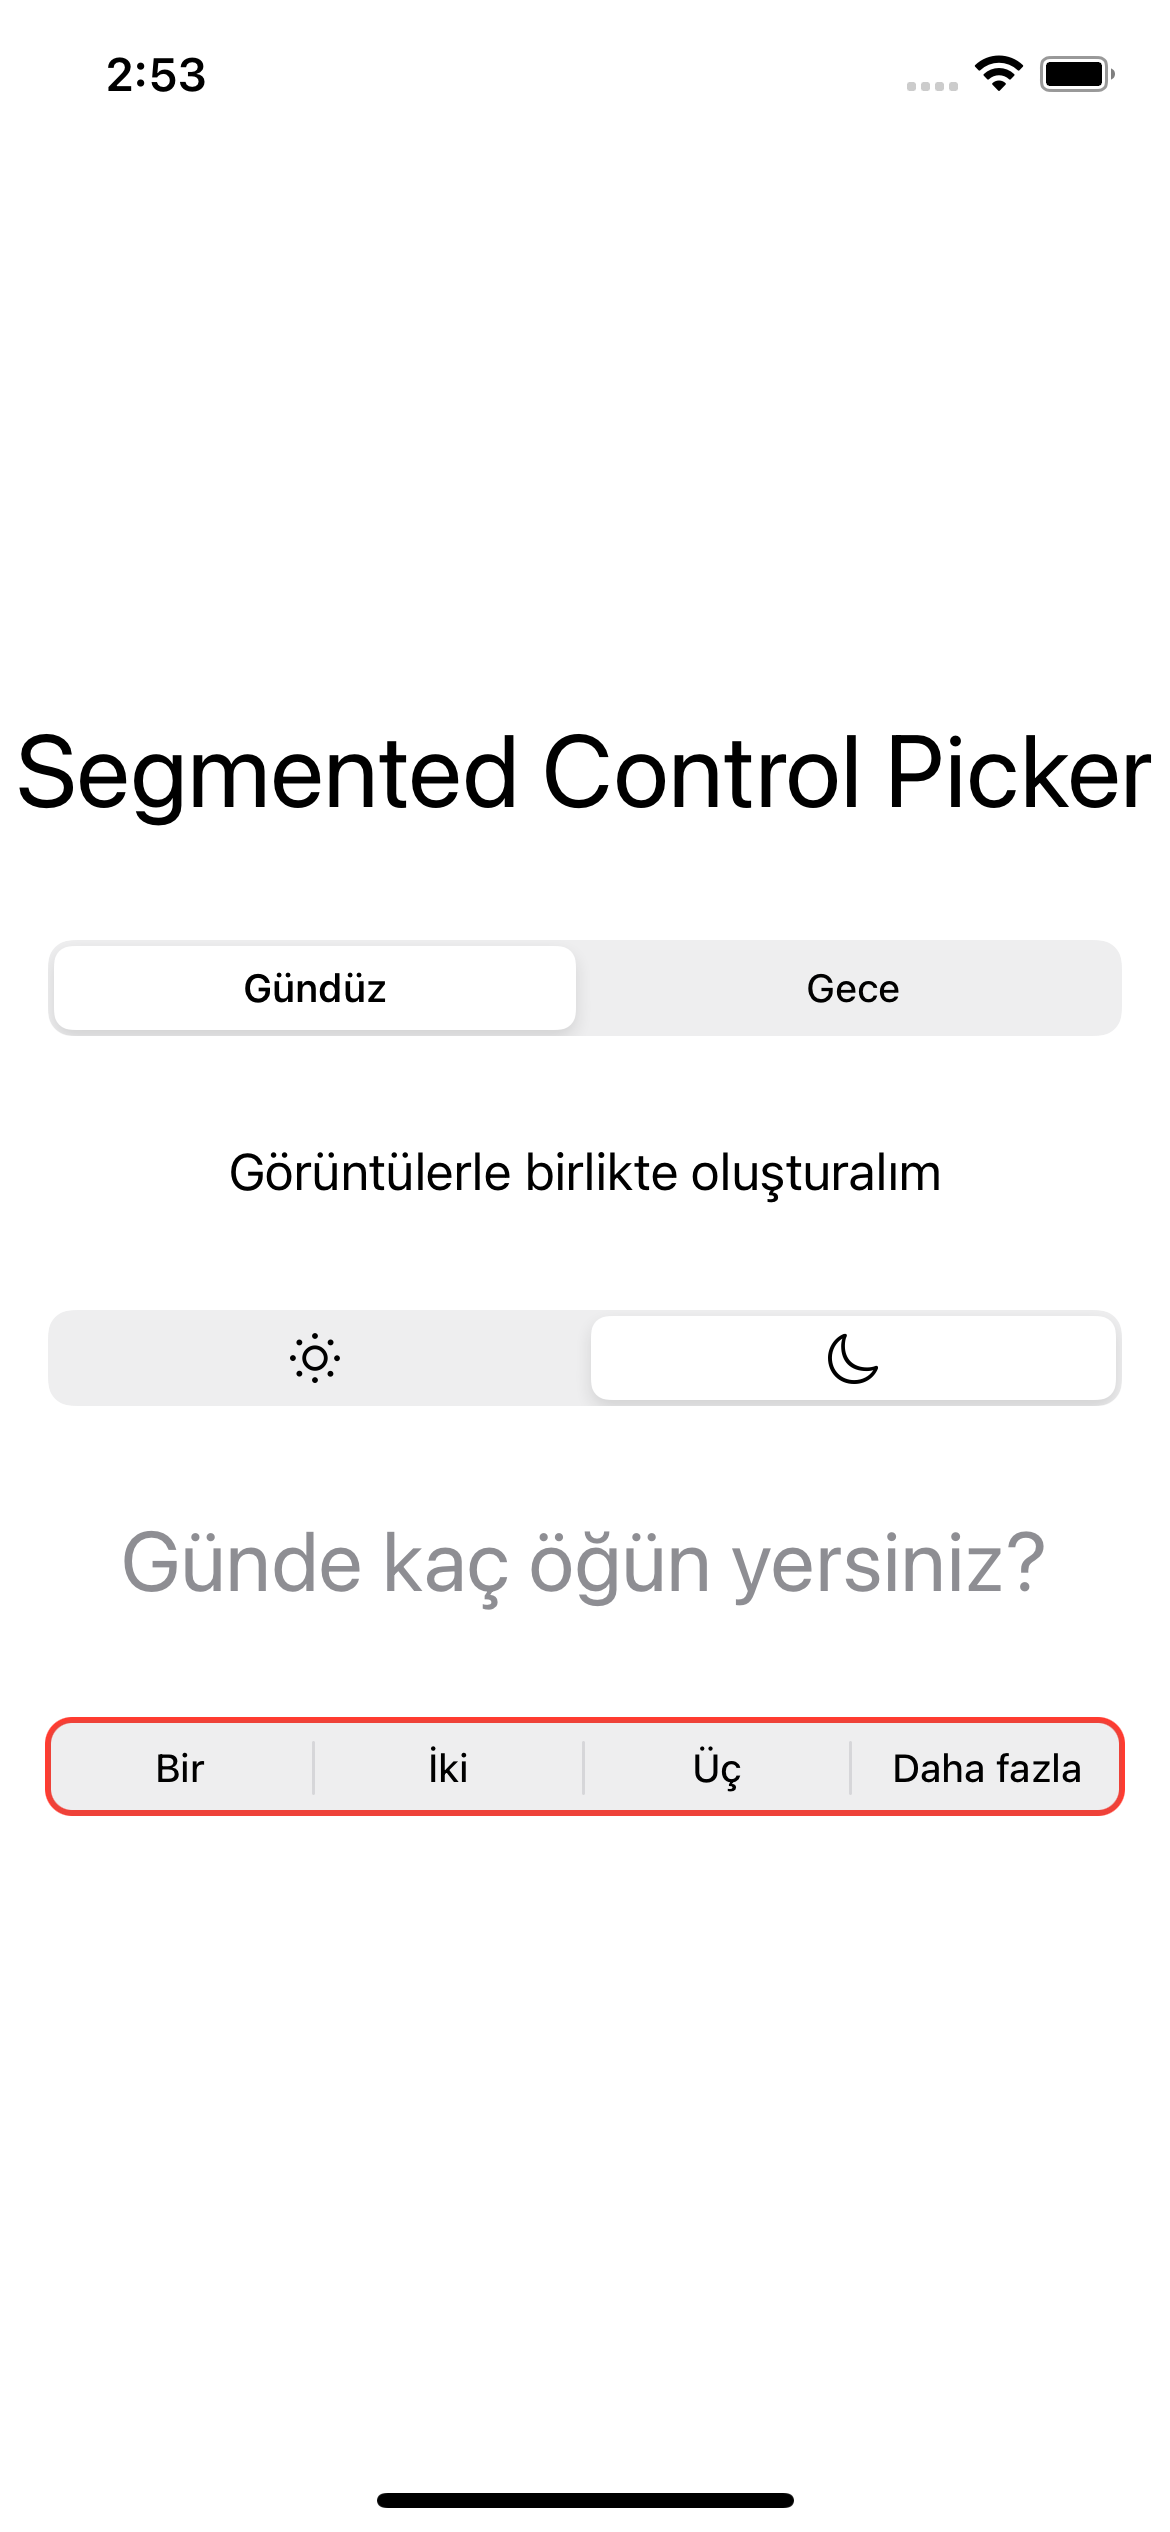 2:53
Segmented Control Picker
Gündüz Gece
Görüntülerle birlikte oluşturalım
Günde kaç öğün yersiniz?
Bir İki Üç Daha fazla